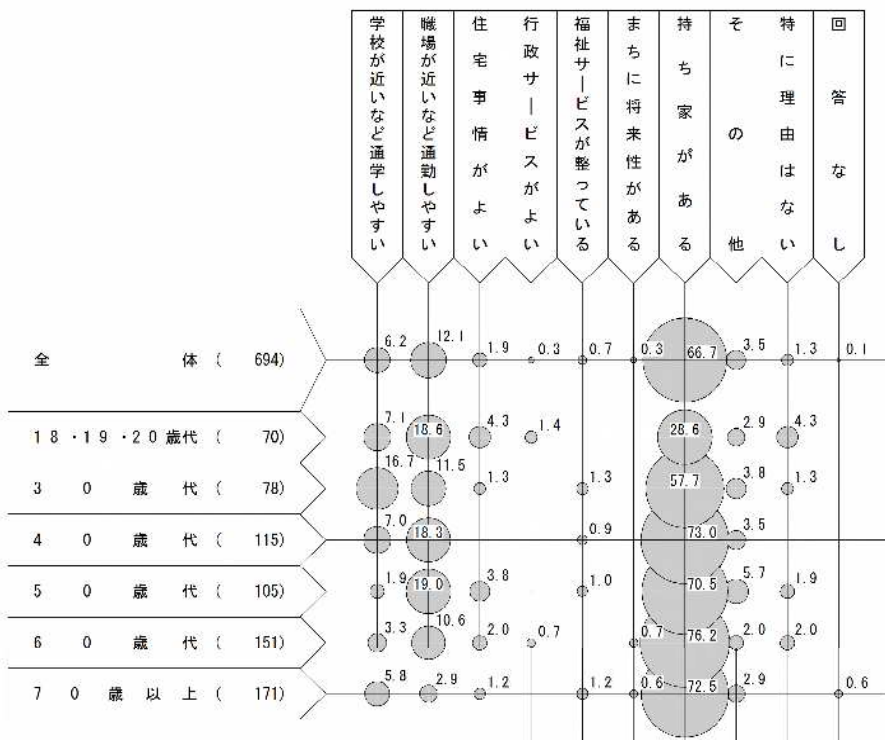 学校が近いなど通学しやすい
職場が近いなど通勤しやすい
住宅事情がよい
行政サービスがよい
福祉サービスが整っている
まちに将来性がある
持ち家がある
その他
特に理由はない
回答なし
全体 ( 694) 6.2 12.1 1.9 0.3 0.7 0.3 66.7 3.5 1.3 0.1
18・19・20歳代 ( 70) 7.1 18.6 4.3 1.4 28.6 2.9 4.3
30歳代 ( 78) 16.7 11.5 1.3 1.3 57.7 3.8 1.3
40歳代 ( 115) 7.0 18.3 0.9 73.0 3.5
50歳代 ( 105) 1.9 19.0 3.8 1.0 70.5 5.7 1.9
60歳代 ( 151) 3.3 10.6 2.0 0.7 0.7 76.2 2.0 2.0
70歳以上 ( 171) 5.8 2.9 1.2 1.2 0.6 72.5 2.9 0.6